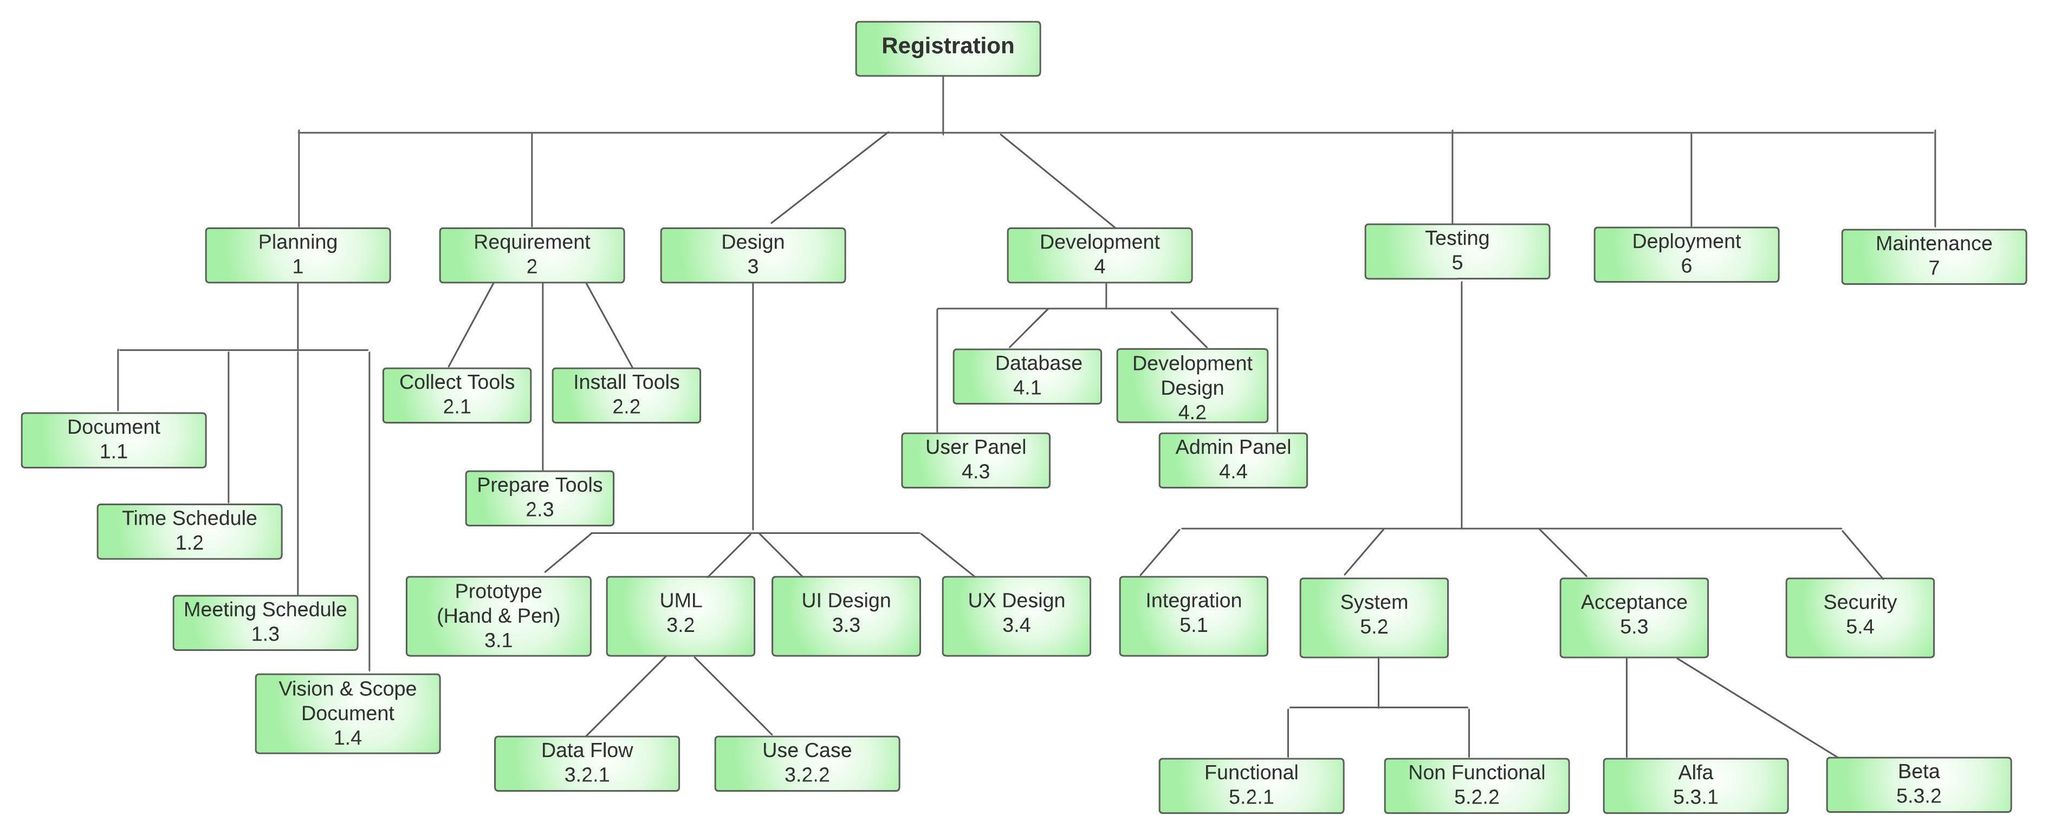 Registration
Planning
1
Requirement
2
Design
3
Development
4
Testing
5
Deployment
6
Maintenance
7
Document
1.1
Time Schedule
1.2
Meeting Schedule
1.3
Vision & Scope
Document
1.4
Collect Tools
2.1
Install Tools
2.2
Prepare Tools
2.3
Prototype
(Hand & Pen)
3.1
UML
3.2
UI Design
3.3
UX Design
3.4
Data Flow
3.2.1
Use Case
3.2.2
Database
4.1
Development
Design
4.2
User Panel
4.3
Admin Panel
4.4
Integration
5.1
System
5.2
Acceptance
5.3
Security
5.4
Functional
5.2.1
Non Functional
5.2.2
Alfa
5.3.1
Beta
5.3.2